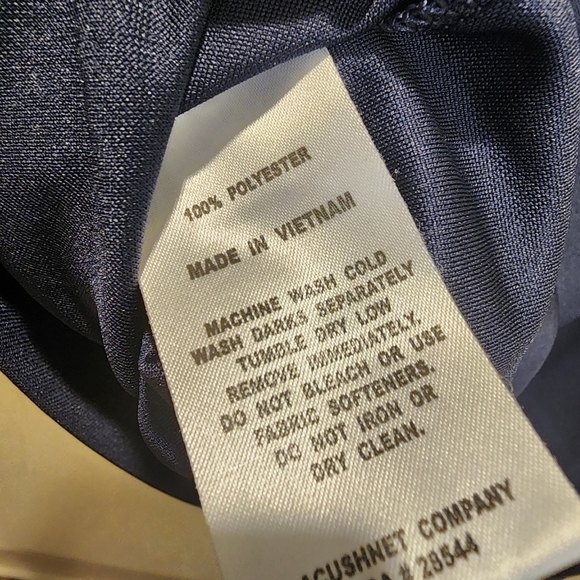 100% POLYESTER
MADE IN VIETNAM
MACHINE WASH COLD
WASH DARKS SEPARATELY
TUMBLE DRY LOW
REMOVE IMMEDIATELY.
DO NOT BLEACH OR USE
FABRIC SOFTENERS.
DO NOT IRON OR
DRY CLEAN.
ACUSHNET COMPANY
# 29544